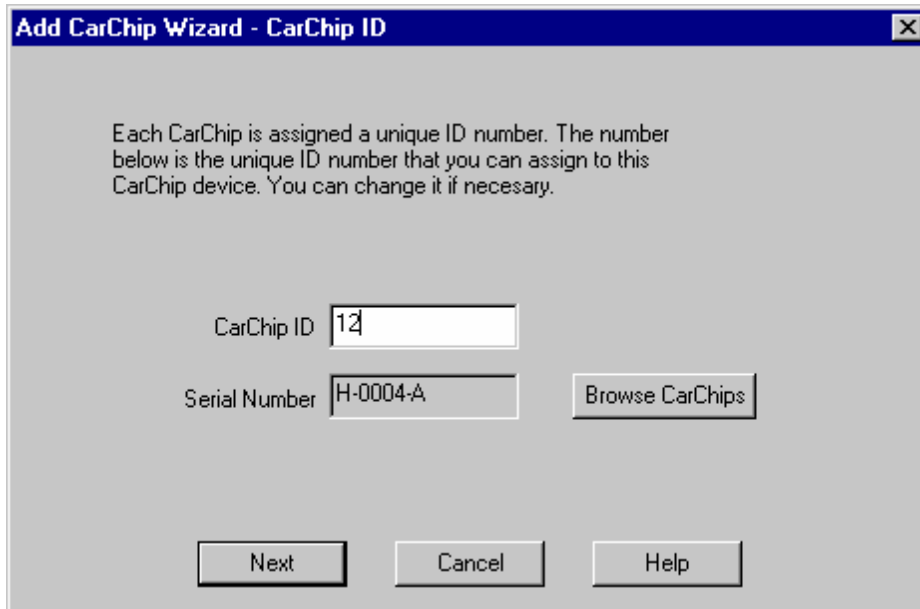 Add CarChip Wizard - CarChip ID
Each CarChip is assigned a unique ID number. The number
below is the unique ID number that you can assign to this
CarChip device. You can change it if necesary.
CarChip ID 12
Serial Number H-0004-A Browse CarChips
Next Cancel Help